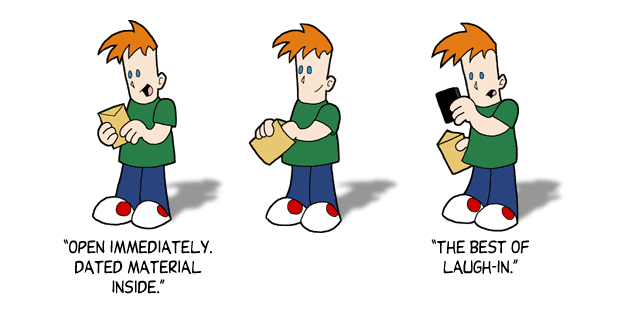 "OPEN IMMEDIATELY.
DATED MATERIAL
INSIDE."
"THE BEST OF
LAUGH-IN."